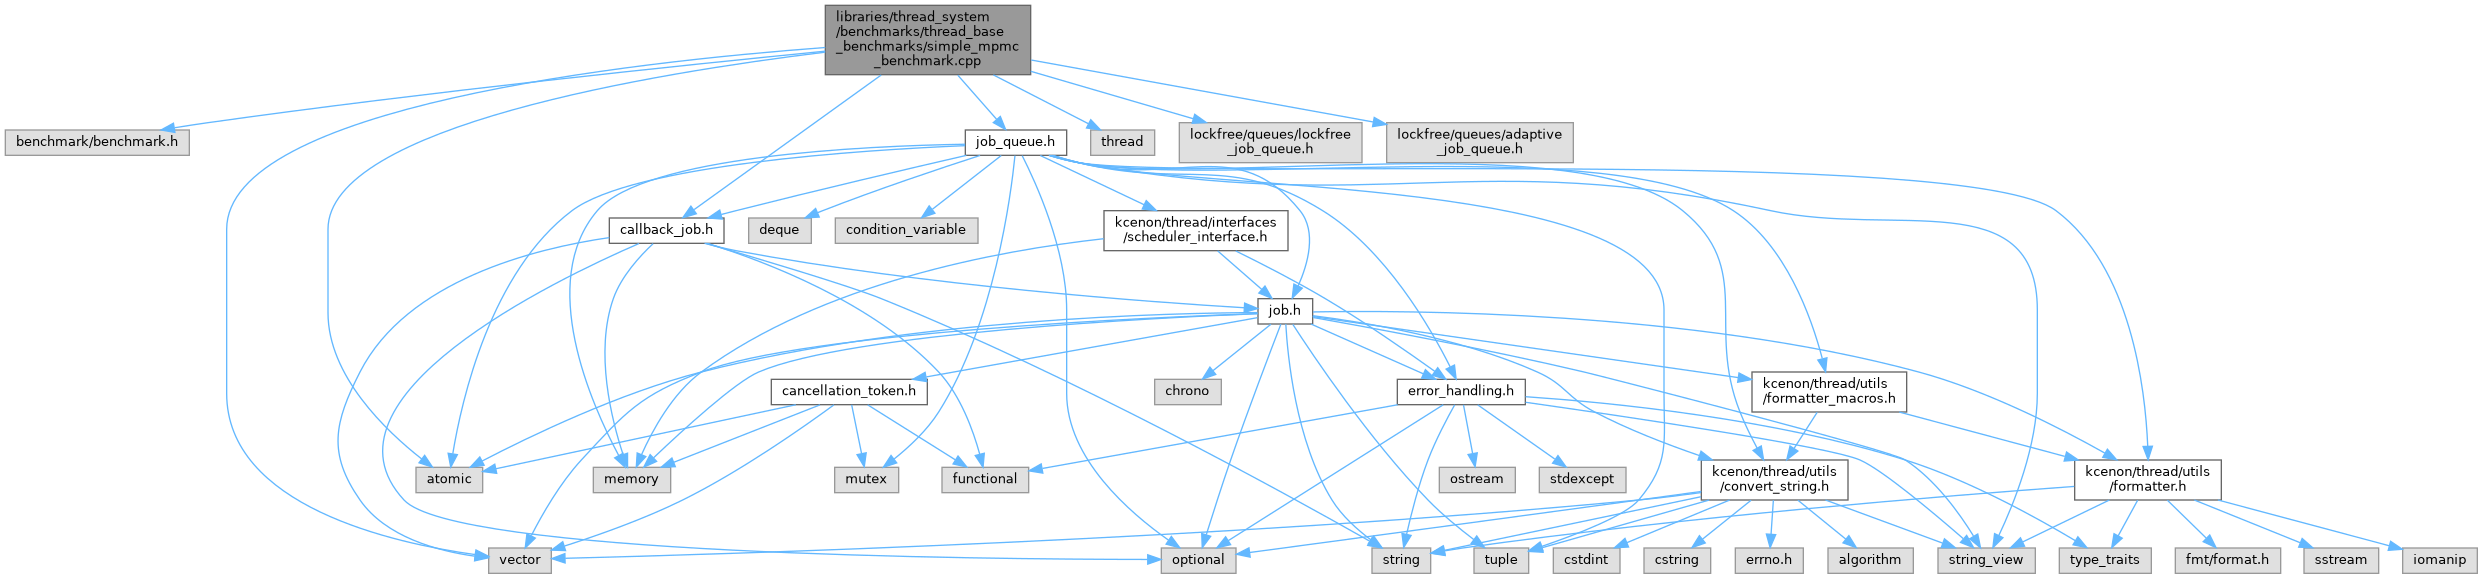 libraries/thread_system
/benchmarks/thread_base
_benchmarks/simple_mpmc
_benchmark.cpp
benchmark/benchmark.h
job_queue.h
thread
lockfree/queues/lockfree
_job_queue.h
lockfree/queues/adaptive
_job_queue.h
callback_job.h
deque
condition_variable
kcenon/thread/interfaces
/scheduler_interface.h
job.h
cancellation_token.h
chrono
error_handling.h
kcenon/thread/utils
/formatter_macros.h
atomic
memory
mutex
functional
ostream
stdexcept
kcenon/thread/utils
/convert_string.h
kcenon/thread/utils
/formatter.h
vector
optional
string
tuple
cstdint
cstring
errno.h
algorithm
string_view
type_traits
fmt/format.h
sstream
iomanip